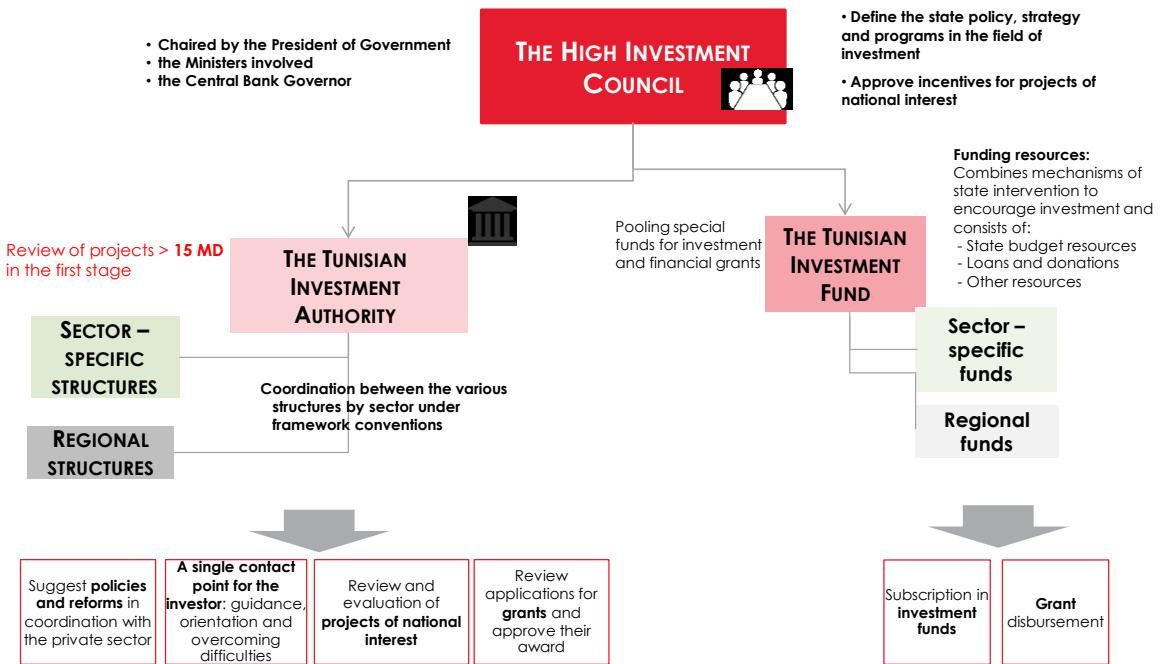 • Chaired by the President of Government
• the Ministers involved
• the Central Bank Governor
THE HIGH INVESTMENT
COUNCIL
• Define the state policy, strategy
and programs in the field of
investment
• Approve incentives for projects of
national interest
Funding resources:
Combines mechanisms of
state intervention to
encourage investment and
consists of:
- State budget resources
- Loans and donations
- Other resources
Review of projects > 15 MD
in the first stage
THE TUNISIAN
INVESTMENT
AUTHORITY
Pooling special
funds for investment
and financial grants
THE TUNISIAN
INVESTMENT
FUND
SECTOR –
SPECIFIC
STRUCTURES
Coordination between the various
structures by sector under
framework conventions
REGIONAL
STRUCTURES
Sector –
specific
funds
Regional
funds
Suggest policies
and reforms in
coordination with
the private sector
A single contact
point for the
investor: guidance,
orientation and
overcoming
difficulties
Review and
evaluation of
projects of national
interest
Review
applications for
grants and
approve their
award
Subscription in
investment
funds
Grant
disbursement